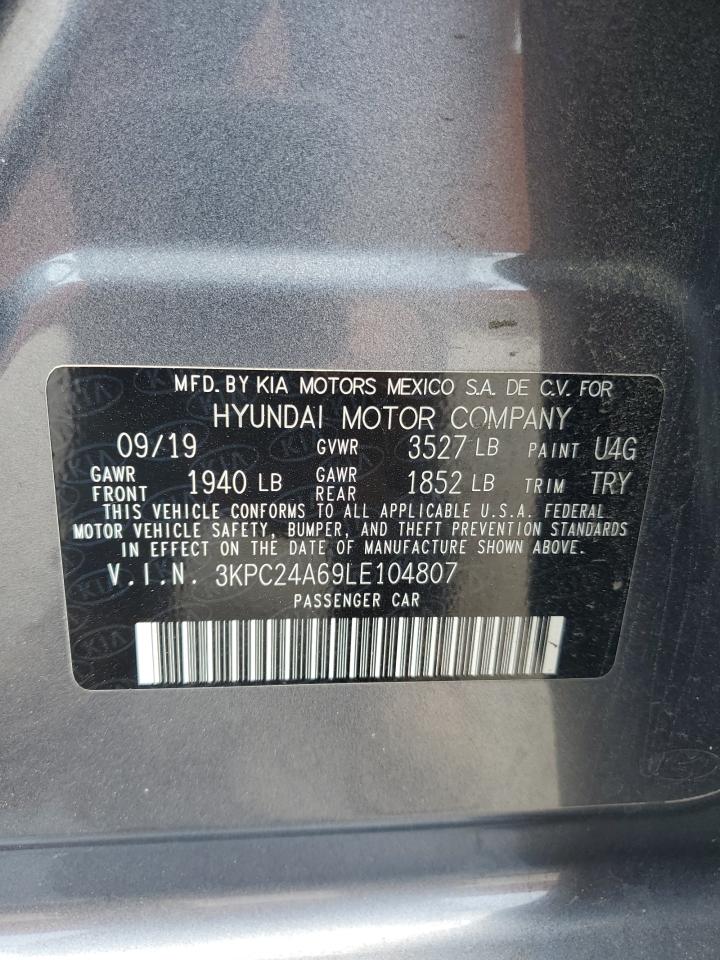 MFD. BY KIA MOTORS MEXICO S.A. DE C.V. FOR
HYUNDAI MOTOR COMPANY
09/19 GVWR 3527 LB PAINT U4G
GAWR FRONT 1940 LB GAWR REAR 1852 LB TRIM TRY
THIS VEHICLE CONFORMS TO ALL APPLICABLE U.S.A. FEDERAL
MOTOR VEHICLE SAFETY, BUMPER, AND THEFT PREVENTION STANDARDS
IN EFFECT ON THE DATE OF MANUFACTURE SHOWN ABOVE.
V.I.N. 3KPC24A69LE104807
PASSENGER CAR